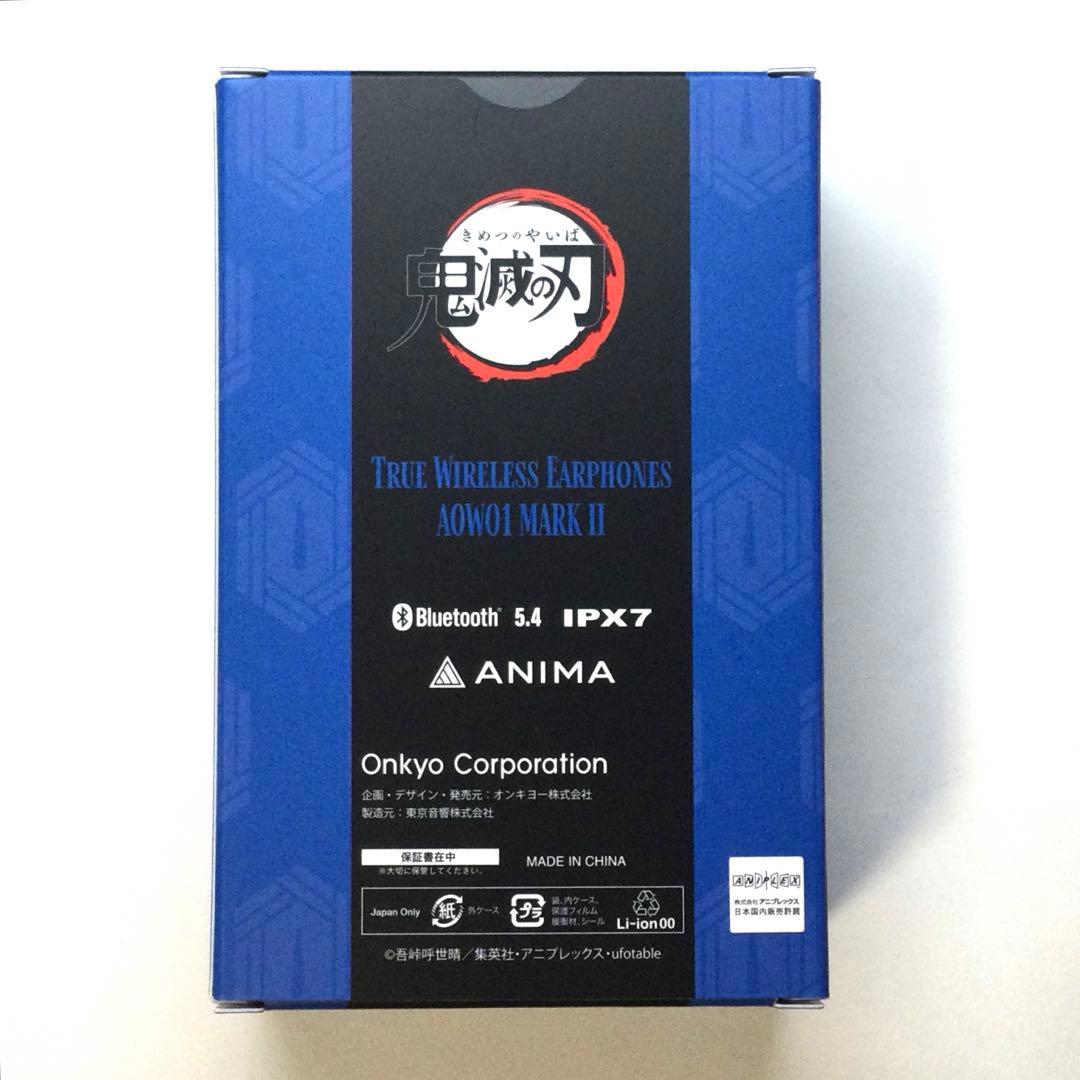 きめつのやいば
鬼滅の刃
TRUE WIRELESS EARPHONES
AOW01 MARK II
Bluetooth® 5.4 IPX7
ANIMA
Onkyo Corporation
企画・デザイン・発売元：オンキヨー株式会社
製造元：東京音響株式会社
保証書在中
※大切に保管してください。
MADE IN CHINA
Japan Only
紙
外ケース
プラ
袋、内ケース、
保護フィルム
緩衝材、シール
Li-ion 00
ANIPLEX
株式会社アニプレックス
日本国内販売許諾
©吾峠呼世晴／集英社・アニプレックス・ufotable